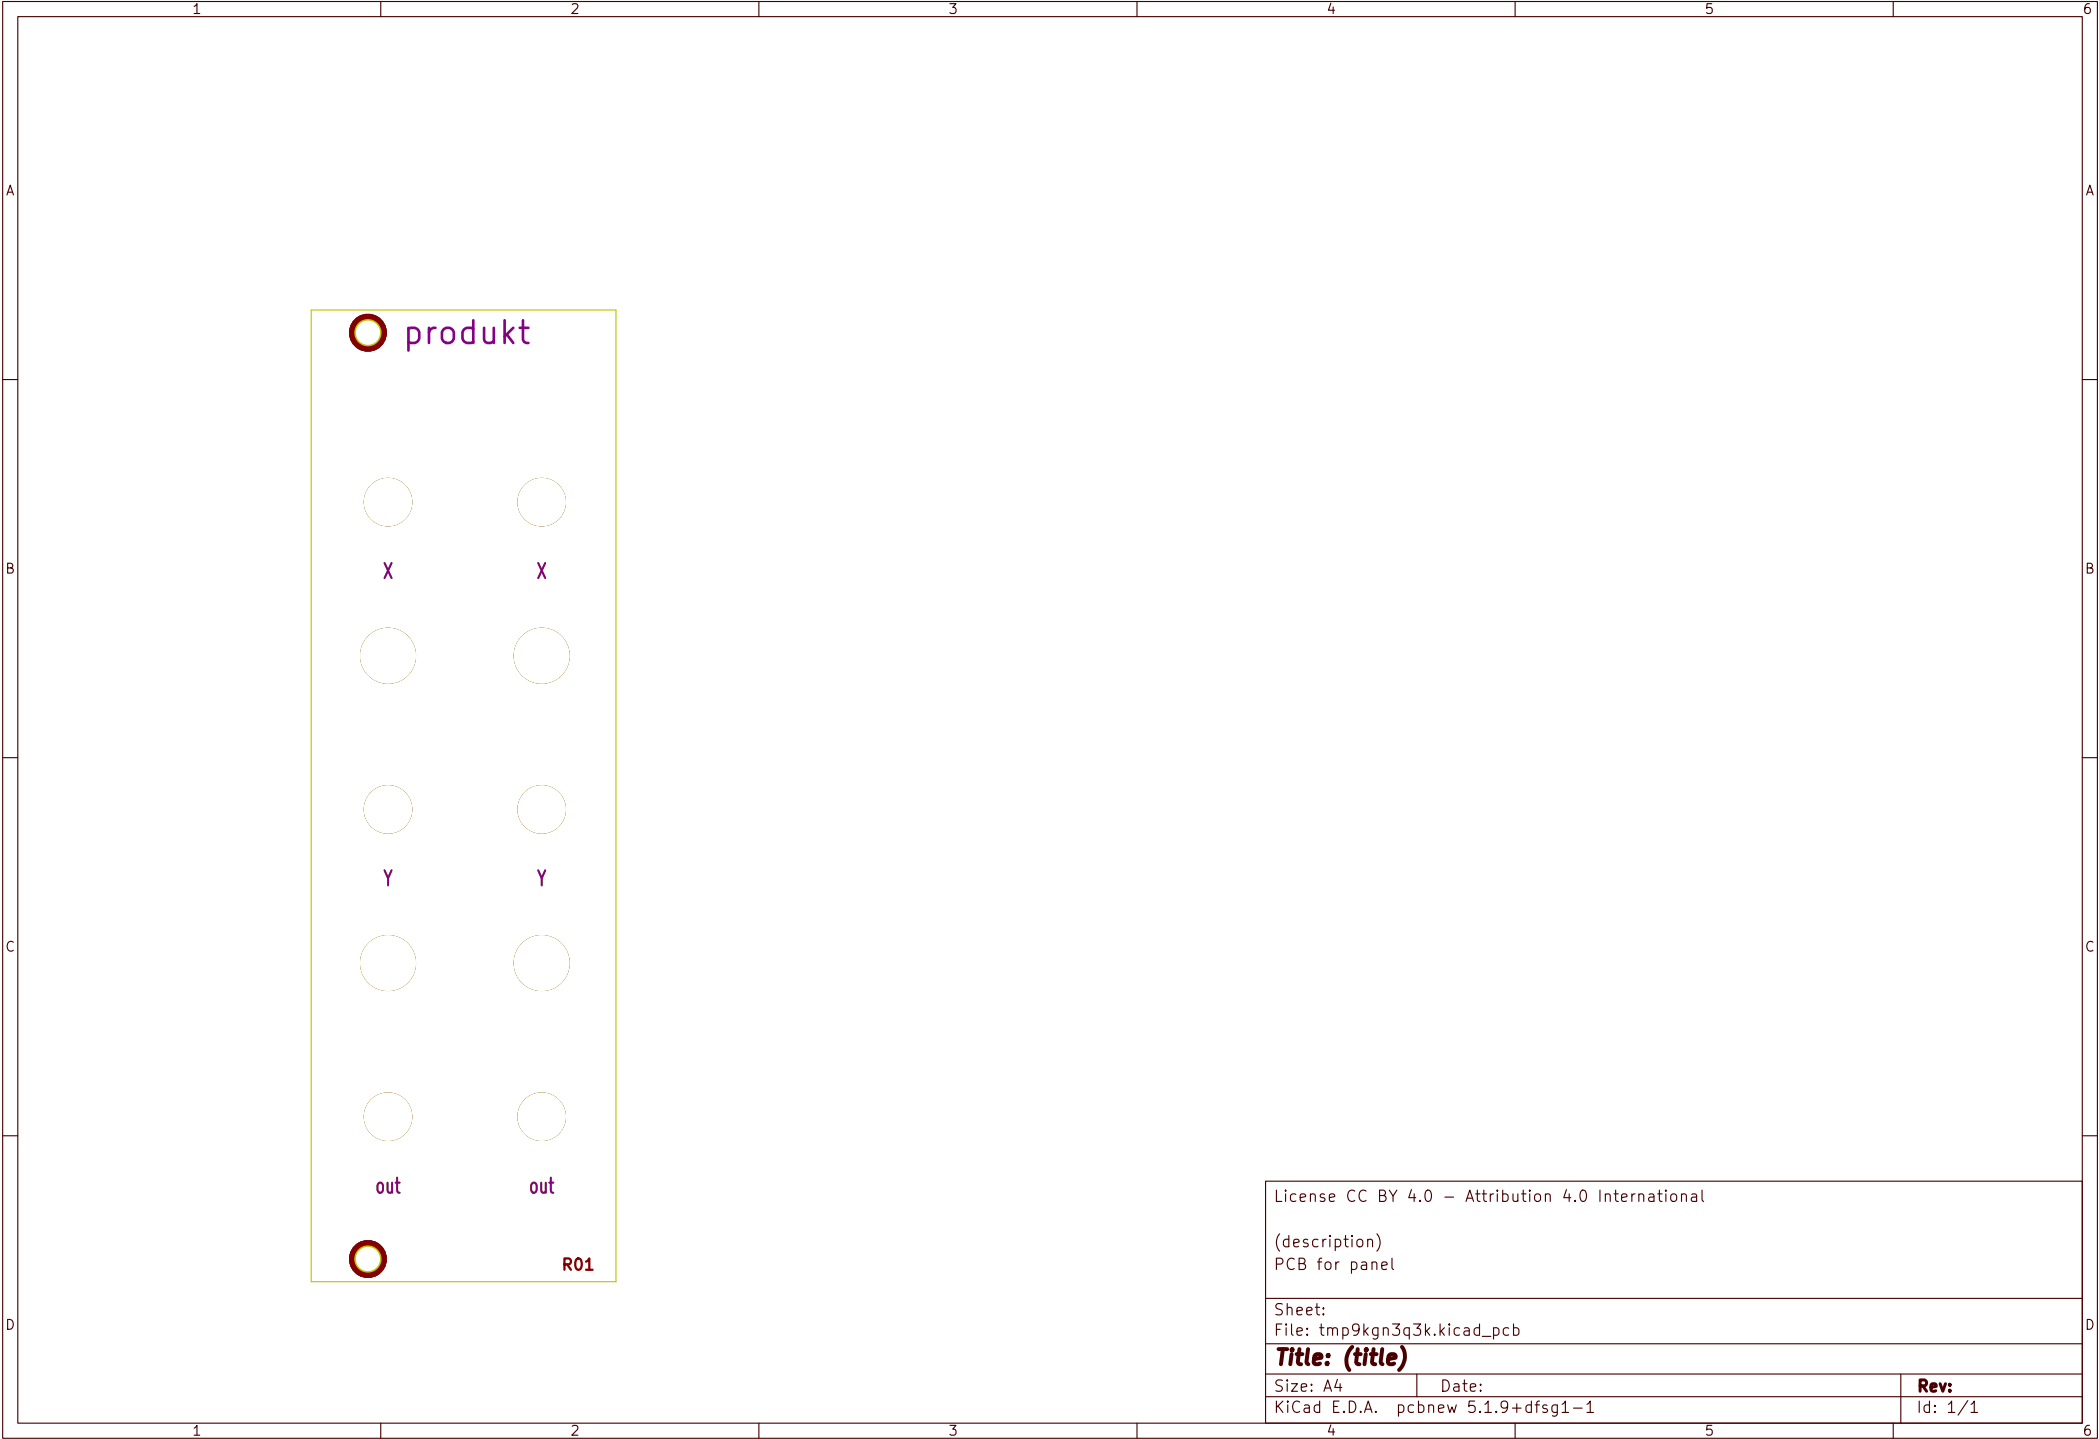 1 2 3 4 5 6
A A
produkt
X X
B B
Y Y
C C
out out
R01
License CC BY 4.0 – Attribution 4.0 International
(description)
PCB for panel
Sheet:
D D
File: tmp9kgn3q3k.kicad_pcb
Title: (title)
Size: A4 Date: Rev:
KiCad E.D.A. pcbnew 5.1.9+dfsg1-1 Id: 1/1
1 2 3 4 5 6